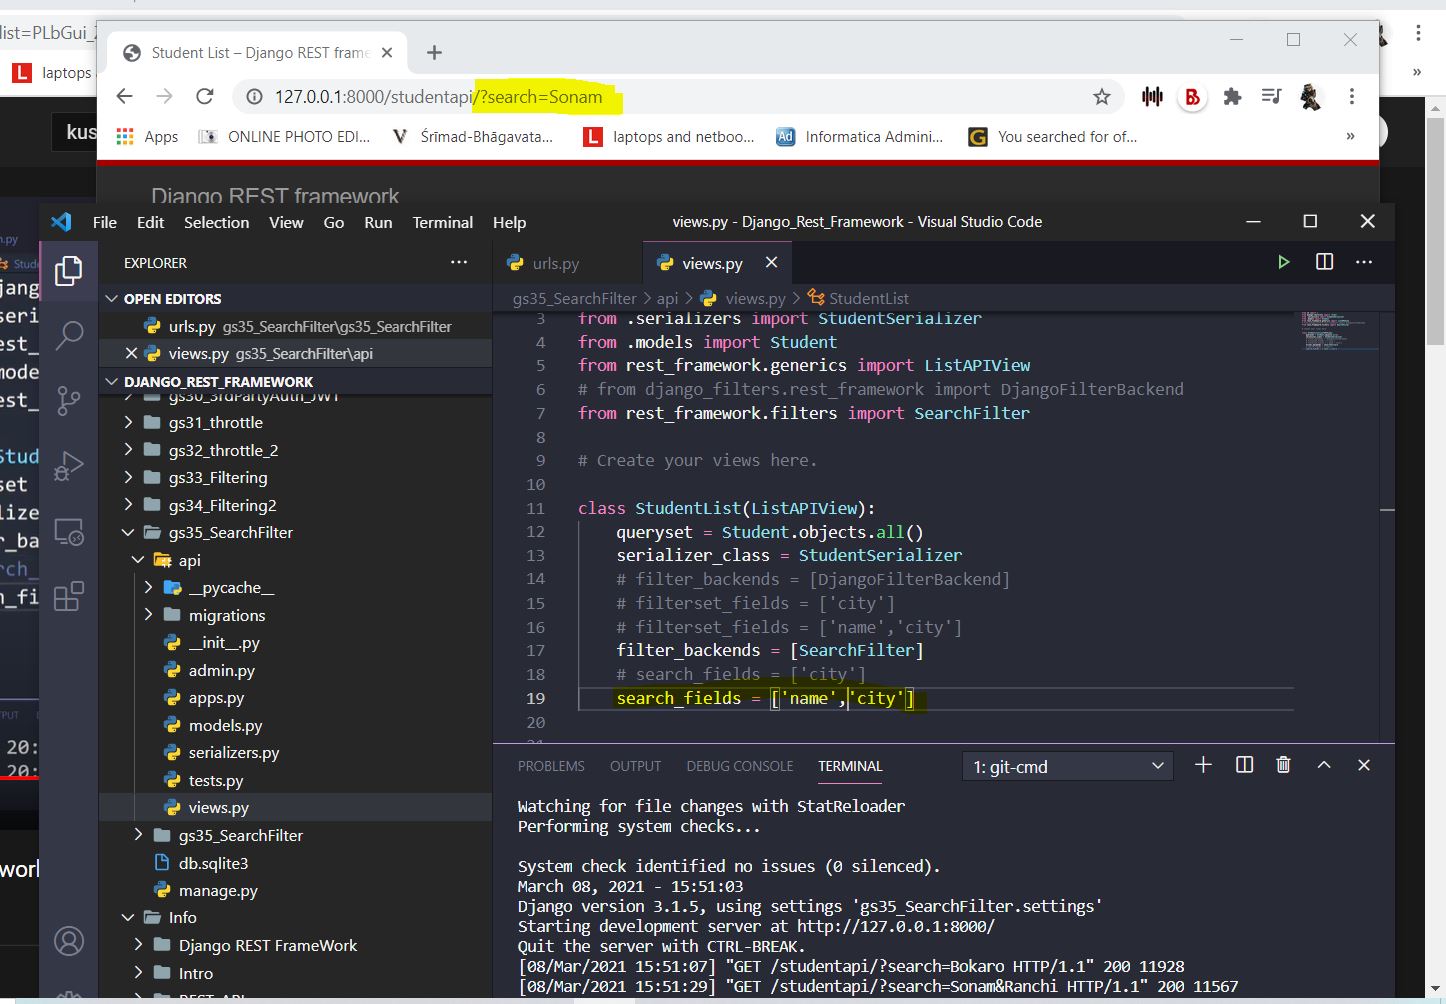 list=PLbGui_
Student List – Django REST frame
laptops
127.0.0.1:8000/studentapi/?search=Sonam
Apps
ONLINE PHOTO EDI...
Śrīmad-Bhāgavata...
laptops and netboo...
Informatica Admini...
You searched for of...
kus
Django REST framework
File Edit Selection View Go Run Terminal Help
views.py - Django_Rest_Framework - Visual Studio Code
EXPLORER
OPEN EDITORS
urls.py gs35_SearchFilter\gs35_SearchFilter
views.py gs35_SearchFilter\api
DJANGO_REST_FRAMEWORK
gs30_3rdPartyAuth_JWT
gs31_throttle
gs32_throttle_2
gs33_Filtering
gs34_Filtering2
gs35_SearchFilter
api
__pycache__
migrations
__init__.py
admin.py
apps.py
models.py
serializers.py
tests.py
views.py
gs35_SearchFilter
db.sqlite3
manage.py
Info
Django REST FrameWork
Intro
REST_API
urls.py
views.py
gs35_SearchFilter > api > views.py > StudentList
3 from .serializers import StudentSerializer
4 from .models import Student
5 from rest_framework.generics import ListAPIView
6 # from django_filters.rest_framework import DjangoFilterBackend
7 from rest_framework.filters import SearchFilter
8
9 # Create your views here.
10
11 class StudentList(ListAPIView):
12 queryset = Student.objects.all()
13 serializer_class = StudentSerializer
14 # filter_backends = [DjangoFilterBackend]
15 # filterset_fields = ['city']
16 # filterset_fields = ['name','city']
17 filter_backends = [SearchFilter]
18 # search_fields = ['city']
19 search_fields = ['name','city']
20
21
PROBLEMS OUTPUT DEBUG CONSOLE TERMINAL
1: git-cmd
Watching for file changes with StatReloader
Performing system checks...
System check identified no issues (0 silenced).
March 08, 2021 - 15:51:03
Django version 3.1.5, using settings 'gs35_SearchFilter.settings'
Starting development server at http://127.0.0.1:8000/
Quit the server with CTRL-BREAK.
[08/Mar/2021 15:51:07] "GET /studentapi/?search=Bokaro HTTP/1.1" 200 11928
[08/Mar/2021 15:51:29] "GET /studentapi/?search=Sonam&Ranchi HTTP/1.1" 200 11567